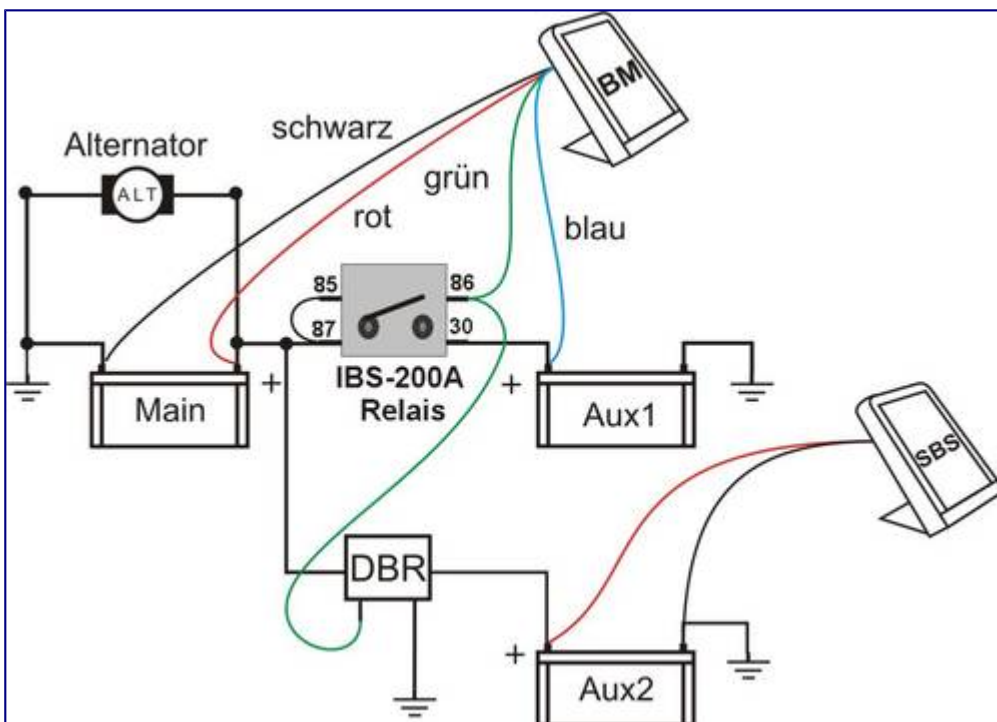 BM
schwarz
Alternator
ALT
grün
rot
blau
85
86
87
30
+
IBS-200A
Relais
+
Main
Aux1
SBS
DBR
+
Aux2